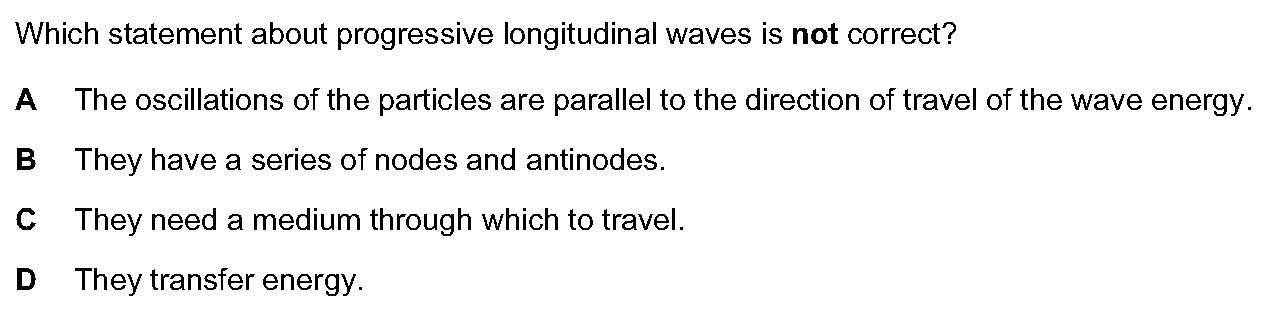 Which statement about progressive longitudinal waves is not correct?
A The oscillations of the particles are parallel to the direction of travel of the wave energy.
B They have a series of nodes and antinodes.
C They need a medium through which to travel.
D They transfer energy.